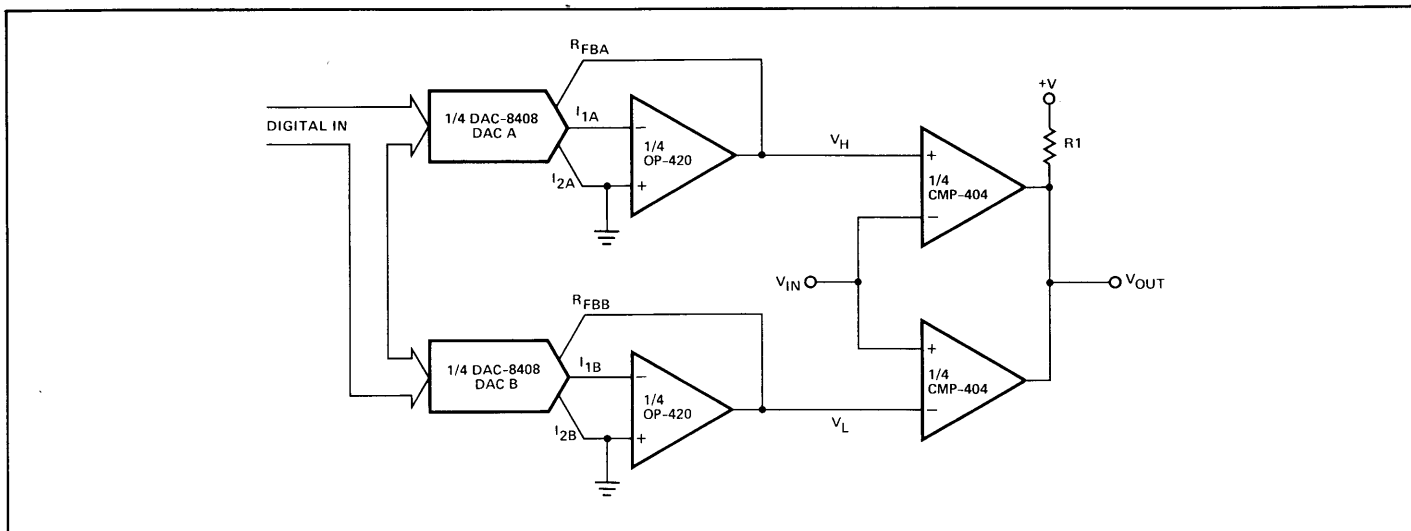 R_FBA
+V
DIGITAL IN
1/4 DAC-8408
DAC A
I_1A
−
1/4
OP-420
+
I_2A
V_H
+
1/4
CMP-404
−
R1
V_IN
V_OUT
R_FBB
1/4 DAC-8408
DAC B
I_1B
−
1/4
OP-420
+
I_2B
V_L
+
1/4
CMP-404
−